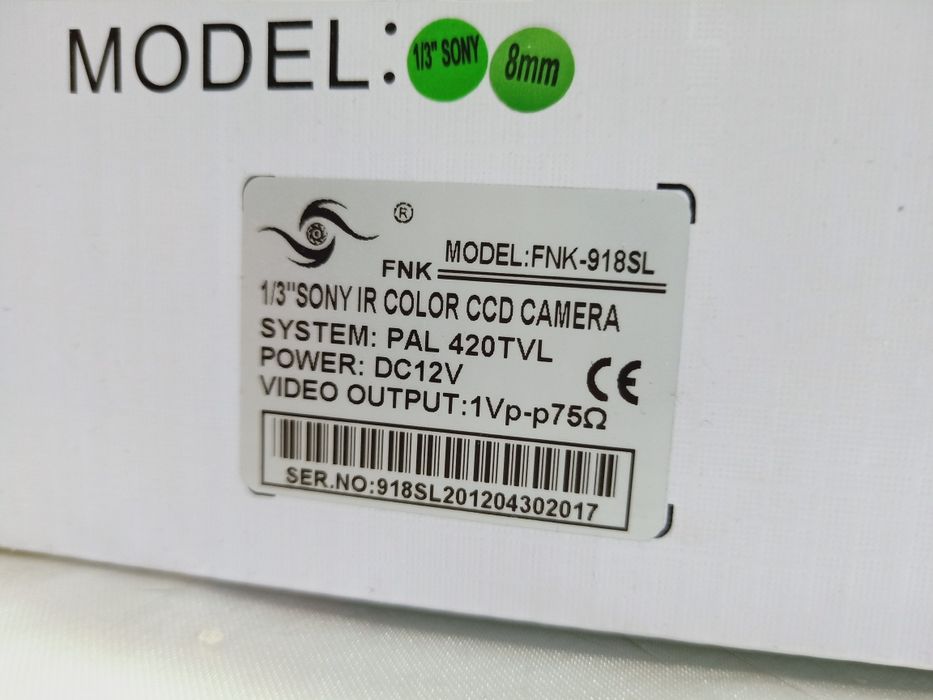 MODEL: 1/3" SONY 8mm
®
FNK MODEL:FNK-918SL
1/3"SONY IR COLOR CCD CAMERA
SYSTEM: PAL 420TVL
POWER: DC12V
CE
VIDEO OUTPUT:1Vp-p75Ω
SER.NO:918SL201204302017